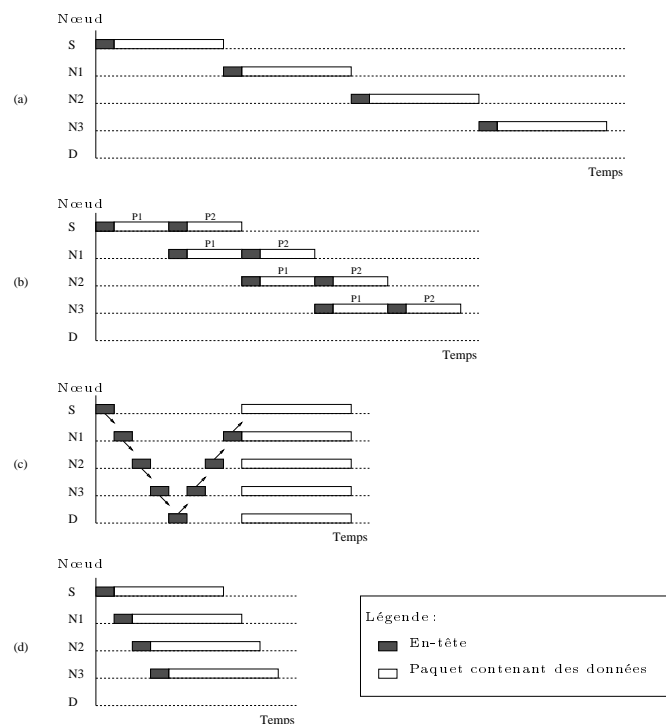 Nœud
S
N1
(a) N2
N3
D
Temps
Nœud
P1 P2
S
P1 P2
N1
P1 P2
(b) N2
P1 P2
N3
D
Temps
Nœud
S
N1
(c) N2
N3
D
Temps
Nœud
S
N1
(d) N2
N3
D
Temps
Légende :
En-tête
Paquet contenant des données